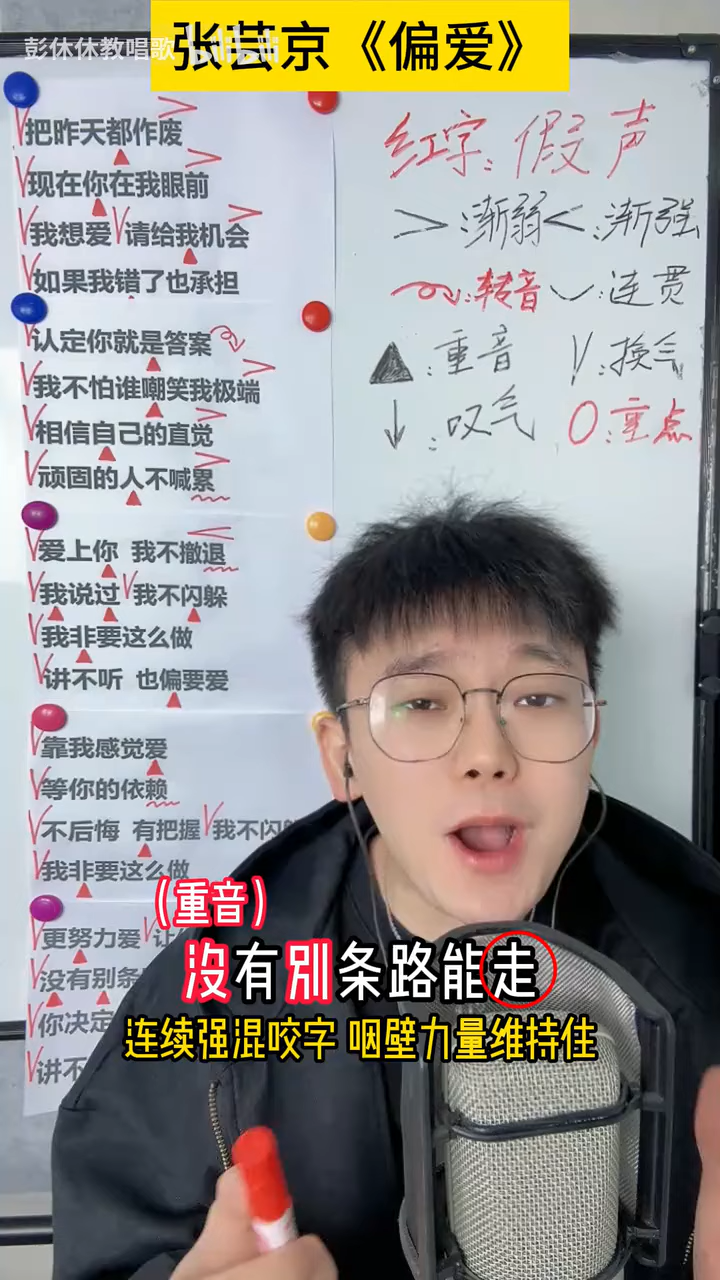 张芸京《偏爱》
彭休休教唱歌 bilibili
把昨天都作废
现在你在我眼前
我想爱 请给我机会
如果我错了也承担
认定你就是答案
我不怕谁嘲笑我极端
相信自己的直觉
顽固的人不喊累
爱上你 我不撤退
我说过 我不闪躲
我非要这么做
讲不听 也偏要爱
靠我感觉爱
等你的依赖
不后悔 有把握 我不闪
我非要这么做
更努力爱 让
没有别条
你决定
讲不
红字:假声
>:渐弱 <:渐强
:转音 :连贯
▲:重音 V:换气
↓:叹气 O:重点
(重音)
没有别条路能走
连续强混咬字 咽壁力量维持住